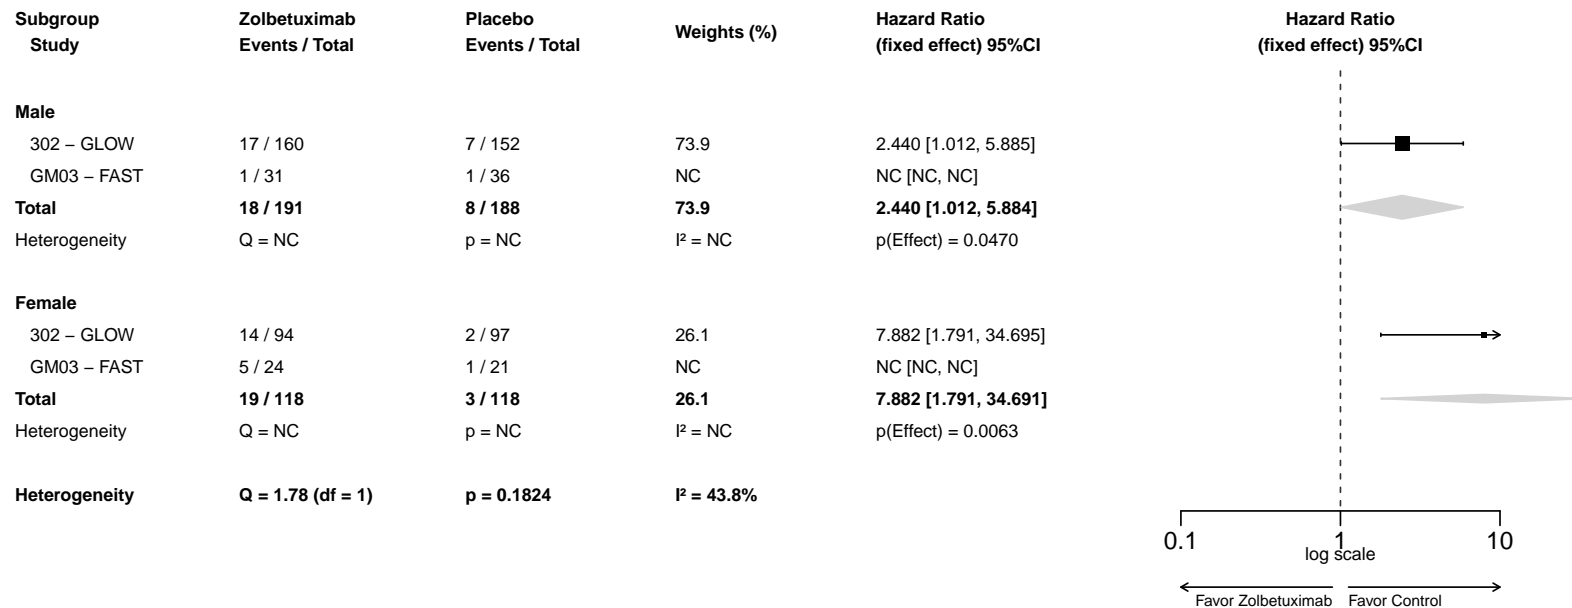 Subgroup Zolbetuximab Placebo Weights (%) Hazard Ratio Hazard Ratio
Study Events / Total Events / Total (fixed effect) 95%CI (fixed effect) 95%CI
Male
302 – GLOW 17 / 160 7 / 152 73.9 2.440 [1.012, 5.885]
GM03 – FAST 1 / 31 1 / 36 NC NC [NC, NC]
Total 18 / 191 8 / 188 73.9 2.440 [1.012, 5.884]
Heterogeneity Q = NC p = NC I² = NC p(Effect) = 0.0470
Female
302 – GLOW 14 / 94 2 / 97 26.1 7.882 [1.791, 34.695]
GM03 – FAST 5 / 24 1 / 21 NC NC [NC, NC]
Total 19 / 118 3 / 118 26.1 7.882 [1.791, 34.691]
Heterogeneity Q = NC p = NC I² = NC p(Effect) = 0.0063
Heterogeneity Q = 1.78 (df = 1) p = 0.1824 I² = 43.8%
0.1 1 10
log scale
Favor Zolbetuximab Favor Control